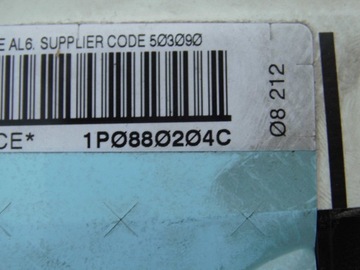 E AL6. SUPPLIER CODE 5Ø3Ø9Ø
CE* 1PØ88Ø2Ø4C
Ø8 212